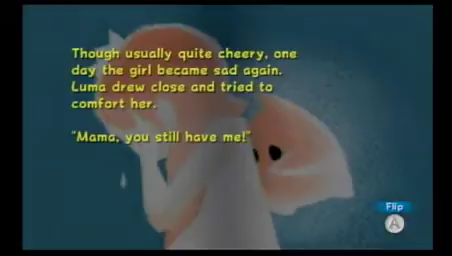 Though usually quite cheery, one
day the girl became sad again.
Luma drew close and tried to
comfort her.
"Mama, you still have me!"
Flip
A